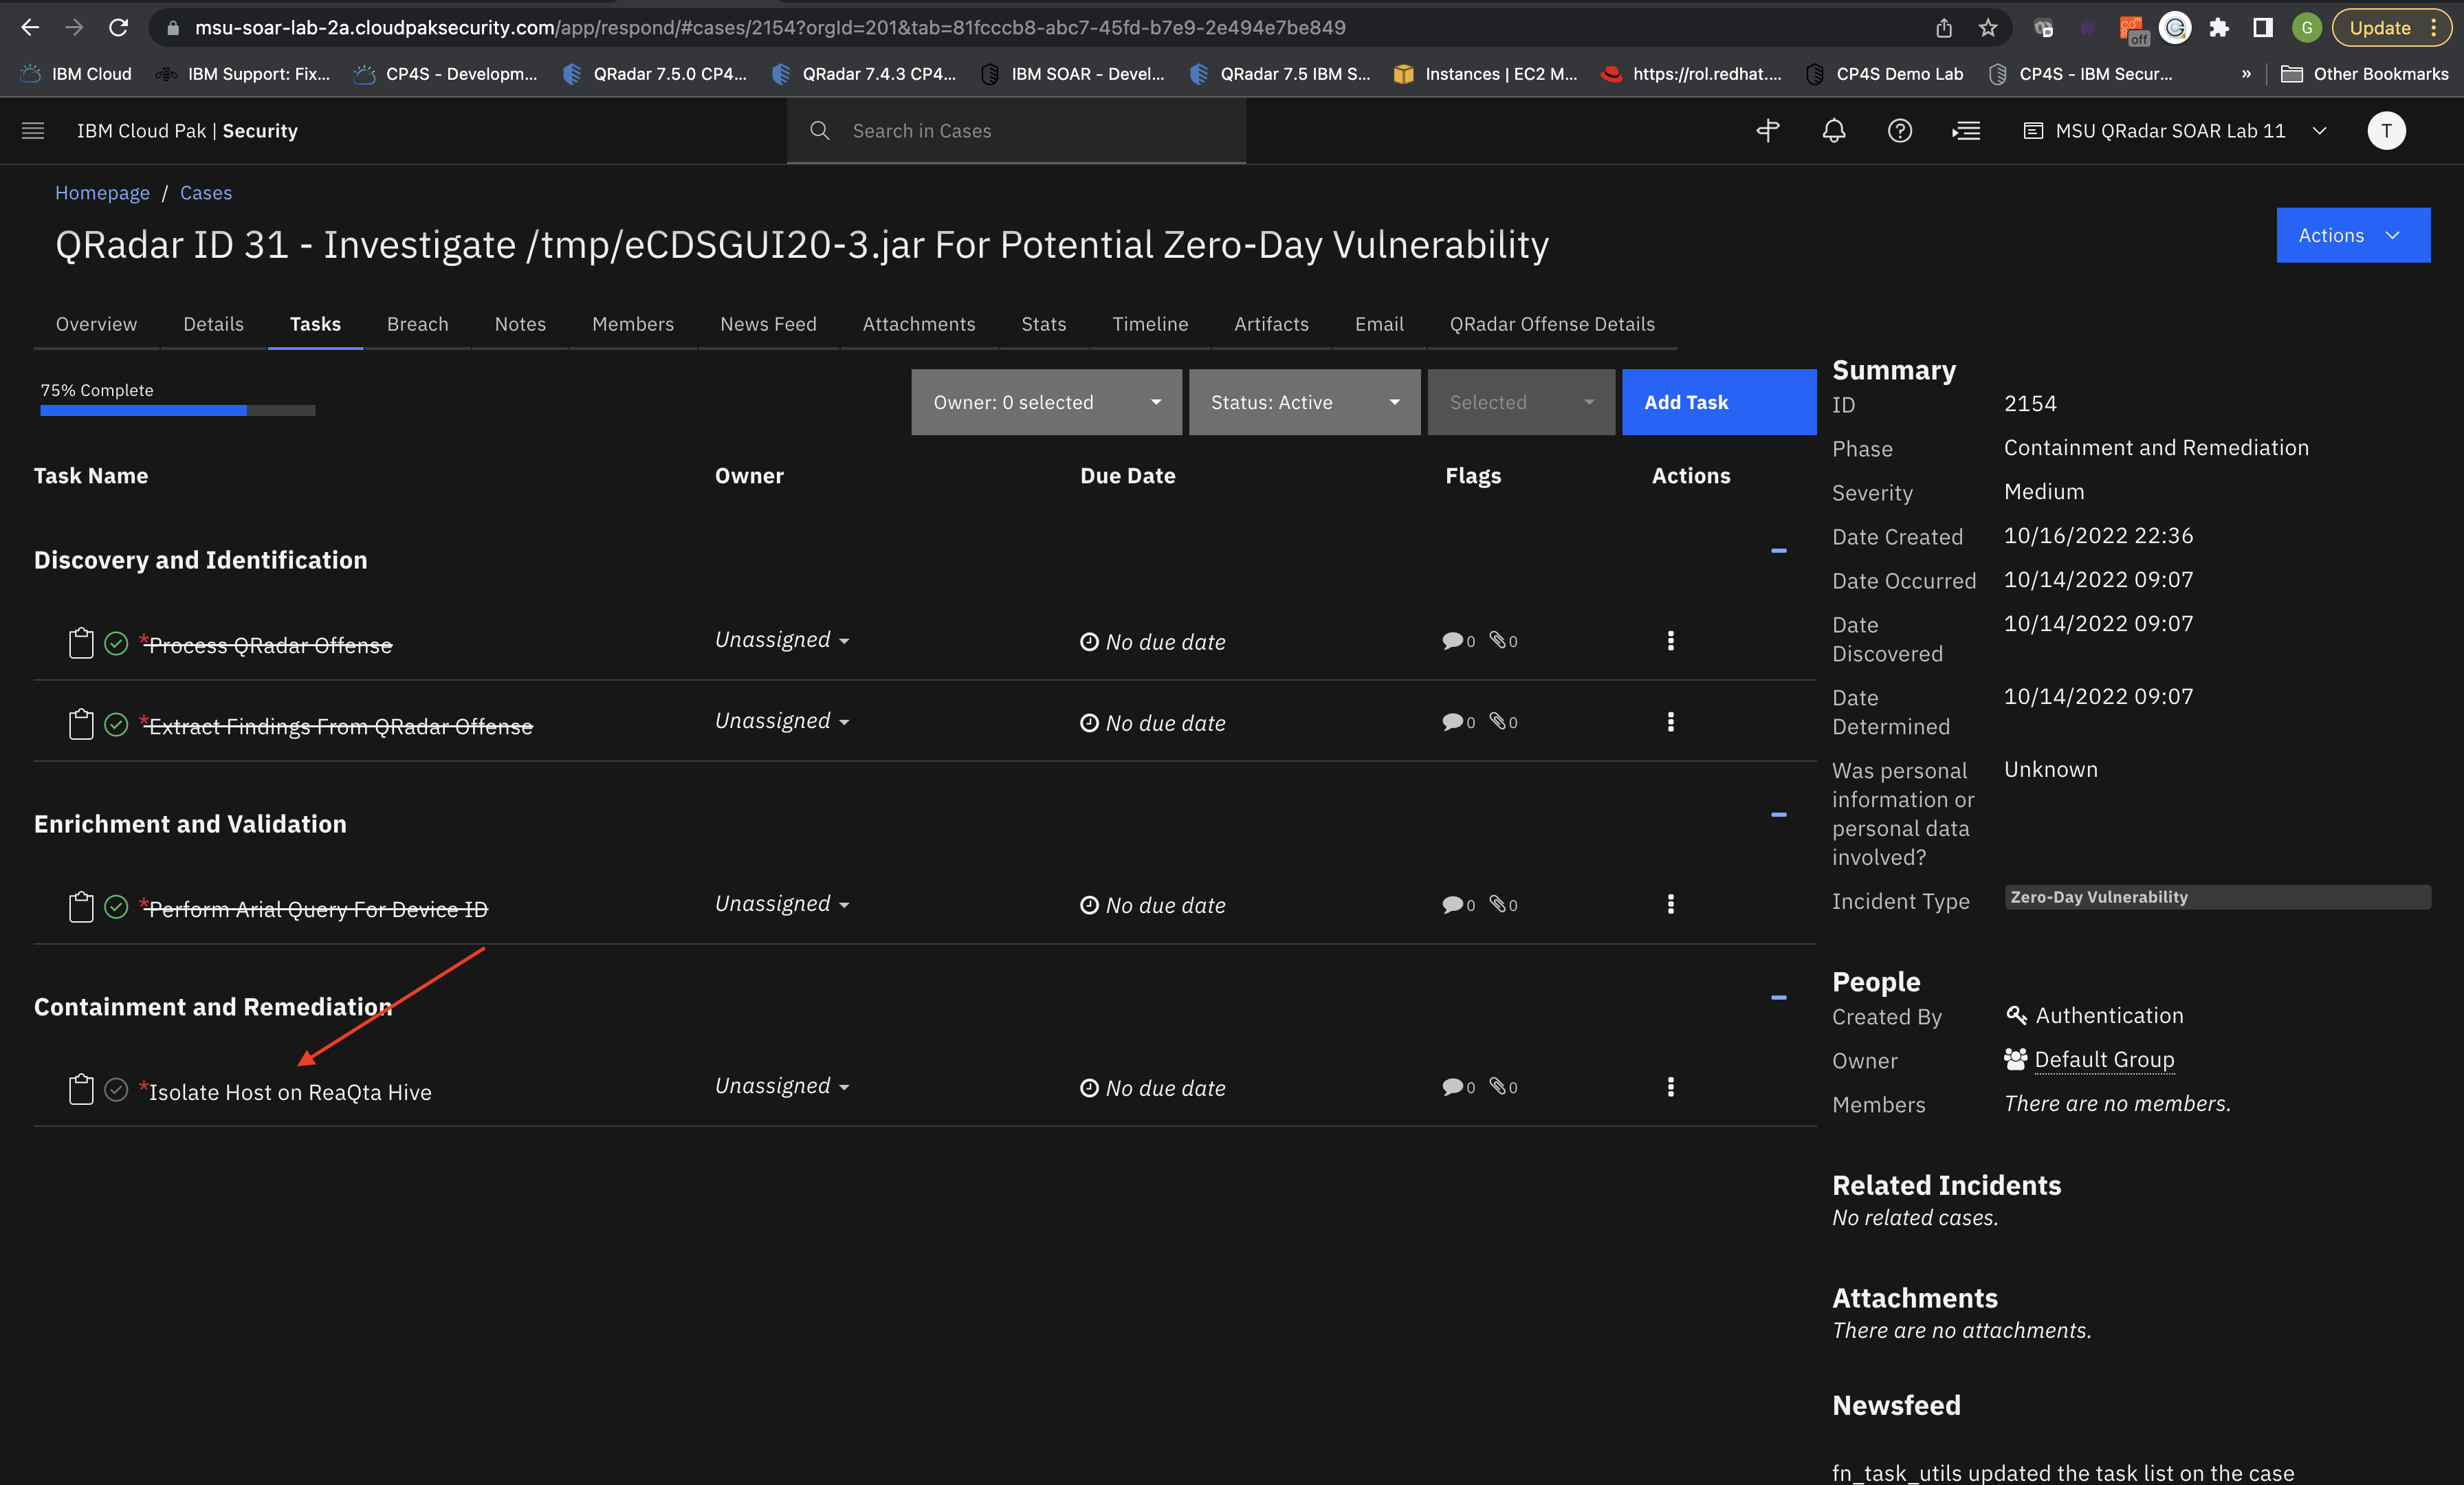 msu-soar-lab-2a.cloudpaksecurity.com/app/respond/#cases/2154?orgId=201&tab=81fcccb8-abc7-45fd-b7e9-2e494e7be849
off
G
Update
IBM Cloud
IBM Support: Fix...
CP4S - Developm...
QRadar 7.5.0 CP4...
QRadar 7.4.3 CP4...
IBM SOAR - Devel...
QRadar 7.5 IBM S...
Instances | EC2 M...
https://rol.redhat....
CP4S Demo Lab
CP4S - IBM Secur...
»
Other Bookmarks
IBM Cloud Pak | Security
Search in Cases
MSU QRadar SOAR Lab 11
T
Homepage / Cases
QRadar ID 31 - Investigate /tmp/eCDSGUI20-3.jar For Potential Zero-Day Vulnerability
Actions
Overview
Details
Tasks
Breach
Notes
Members
News Feed
Attachments
Stats
Timeline
Artifacts
Email
QRadar Offense Details
75% Complete
Owner: 0 selected
Status: Active
Selected
Add Task
Task Name
Owner
Due Date
Flags
Actions
Discovery and Identification
*Process QRadar Offense
Unassigned
No due date
0
0
*Extract Findings From QRadar Offense
Unassigned
No due date
0
0
Enrichment and Validation
*Perform Arial Query For Device ID
Unassigned
No due date
0
0
Containment and Remediation
*Isolate Host on ReaQta Hive
Unassigned
No due date
0
0
Summary
ID
2154
Phase
Containment and Remediation
Severity
Medium
Date Created
10/16/2022 22:36
Date Occurred
10/14/2022 09:07
Date
Discovered
10/14/2022 09:07
Date
Determined
10/14/2022 09:07
Was personal
information or
personal data
involved?
Unknown
Incident Type
Zero-Day Vulnerability
People
Created By
Authentication
Owner
Default Group
Members
There are no members.
Related Incidents
No related cases.
Attachments
There are no attachments.
Newsfeed
fn_task_utils updated the task list on the case